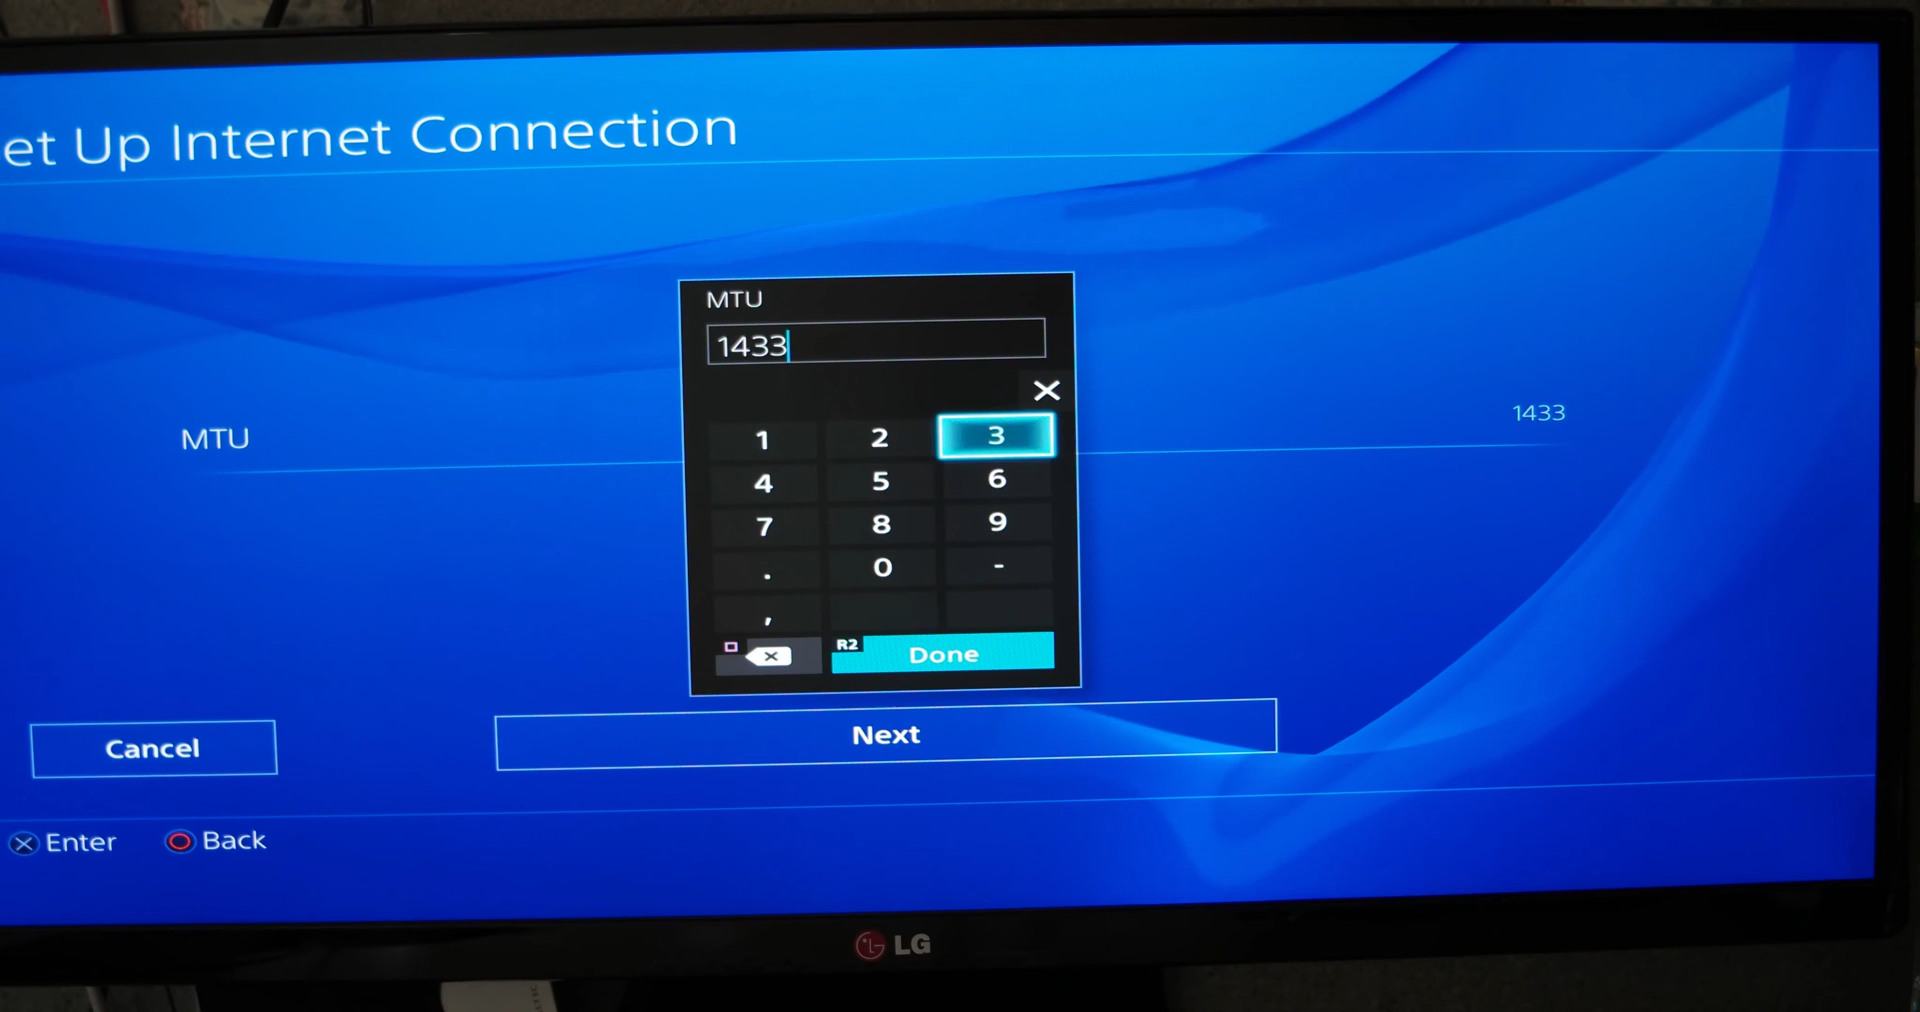 et Up Internet Connection
MTU
1433
MTU
1433
1 2 3
4 5 6
7 8 9
. 0 -
,
R2 Done
Cancel
Next
Enter Back
LG